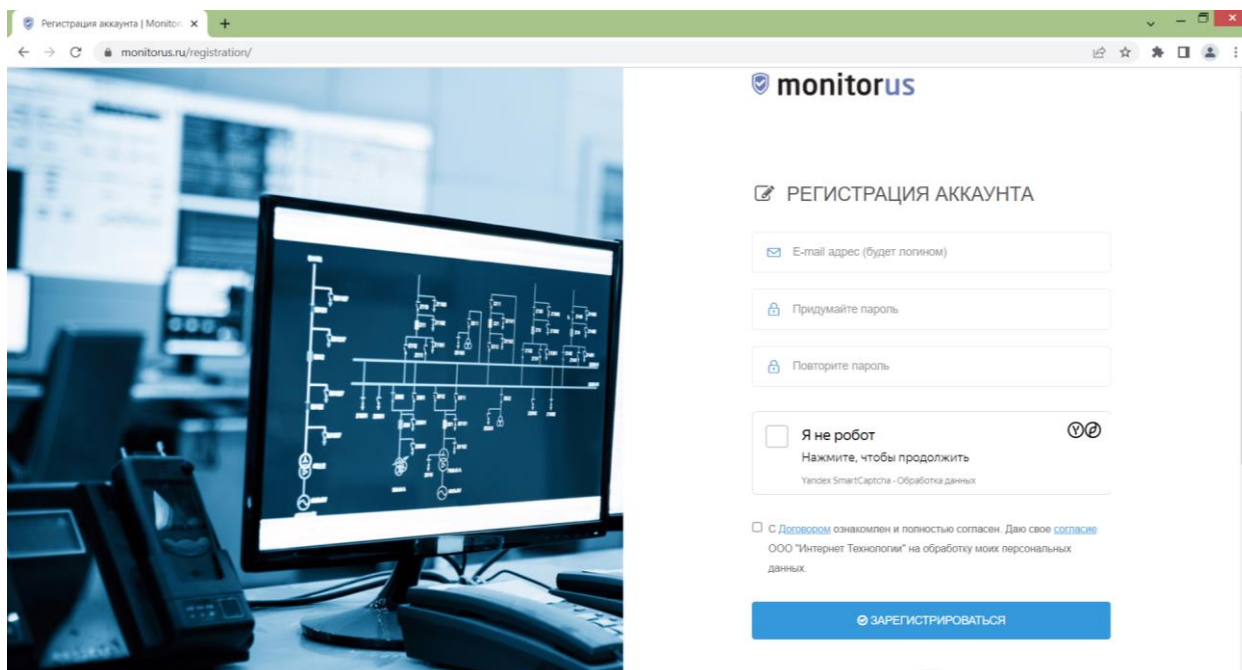 Регистрация аккаунта | Monitor
monitorus.ru/registration/
monitorus
РЕГИСТРАЦИЯ АККАУНТА
E-mail адрес (будет логином)
Придумайте пароль
Повторите пароль
Я не робот
Нажмите, чтобы продолжить
Yandex SmartCaptcha - Обработка данных
С Договором ознакомлен и полностью согласен. Даю свое согласие
ООО "Интернет Технологии" на обработку моих персональных
данных.
ЗАРЕГИСТРИРОВАТЬСЯ